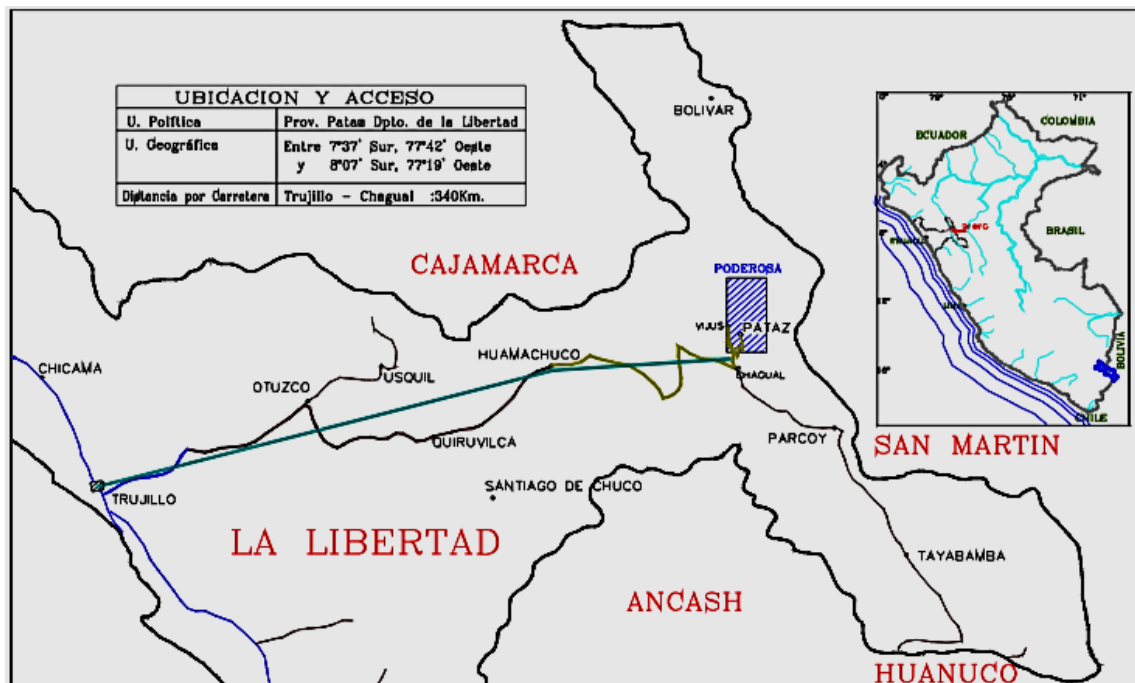 UBICACION Y ACCESO
U. Política Prov. Pataz Dpto. de la Libertad
U. Geográfica Entre 7°37' Sur, 77°42' Oeste
y 8°07' Sur, 77°19' Oeste
Distancia por Carretera Trujillo - Chagual :340Km.
BOLIVAR
CAJAMARCA
PODEROSA
VIJUS
PATAZ
CHAGUAL
HUAMACHUCO
CHICAMA
USQUIL
OTUZCO
QUIRUVILCA
PARCOY
TRUJILLO
SANTIAGO DE CHUCO
LA LIBERTAD
TAYABAMBA
ANCASH
HUANUCO
SAN MARTIN
ECUADOR
COLOMBIA
BRASIL
BOLIVIA
CHILE